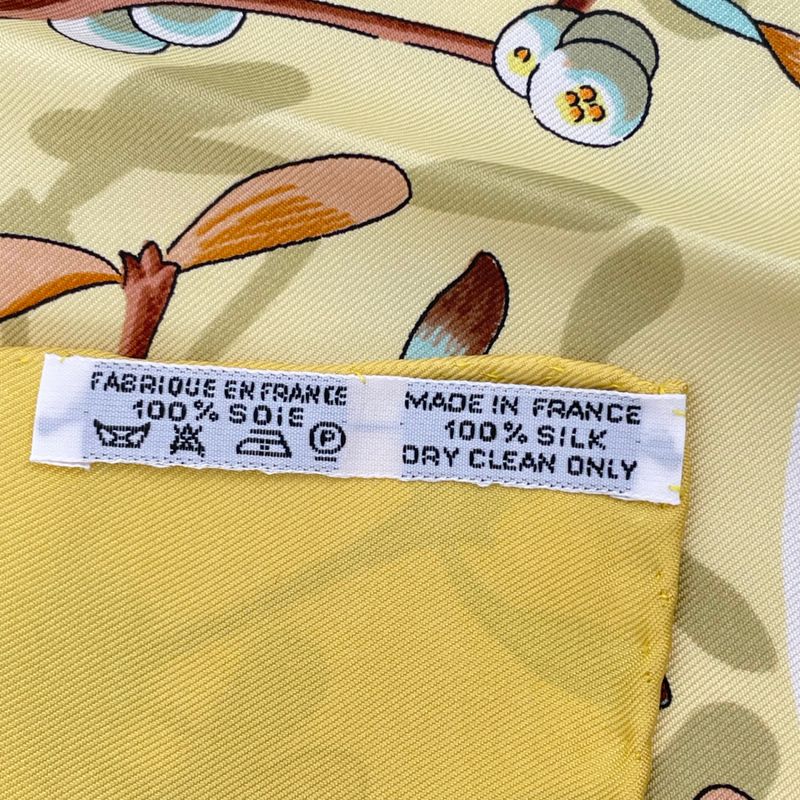 FABRIQUE EN FRANCE
100% SOIE
P
MADE IN FRANCE
100% SILK
DRY CLEAN ONLY